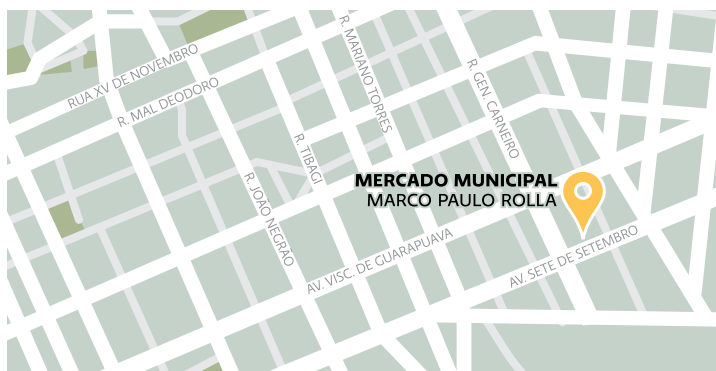 RUA XV DE NOVEMBRO
R. MAL DEODORO
R. MARIANO TORRES
R. GEN. CARNEIRO
R. TIBAGI
R. JOÃO NEGRÃO
MERCADO MUNICIPAL
MARCO PAULO ROLLA
AV. VISC. DE GUARAPUAVA
AV. SETE DE SETEMBRO